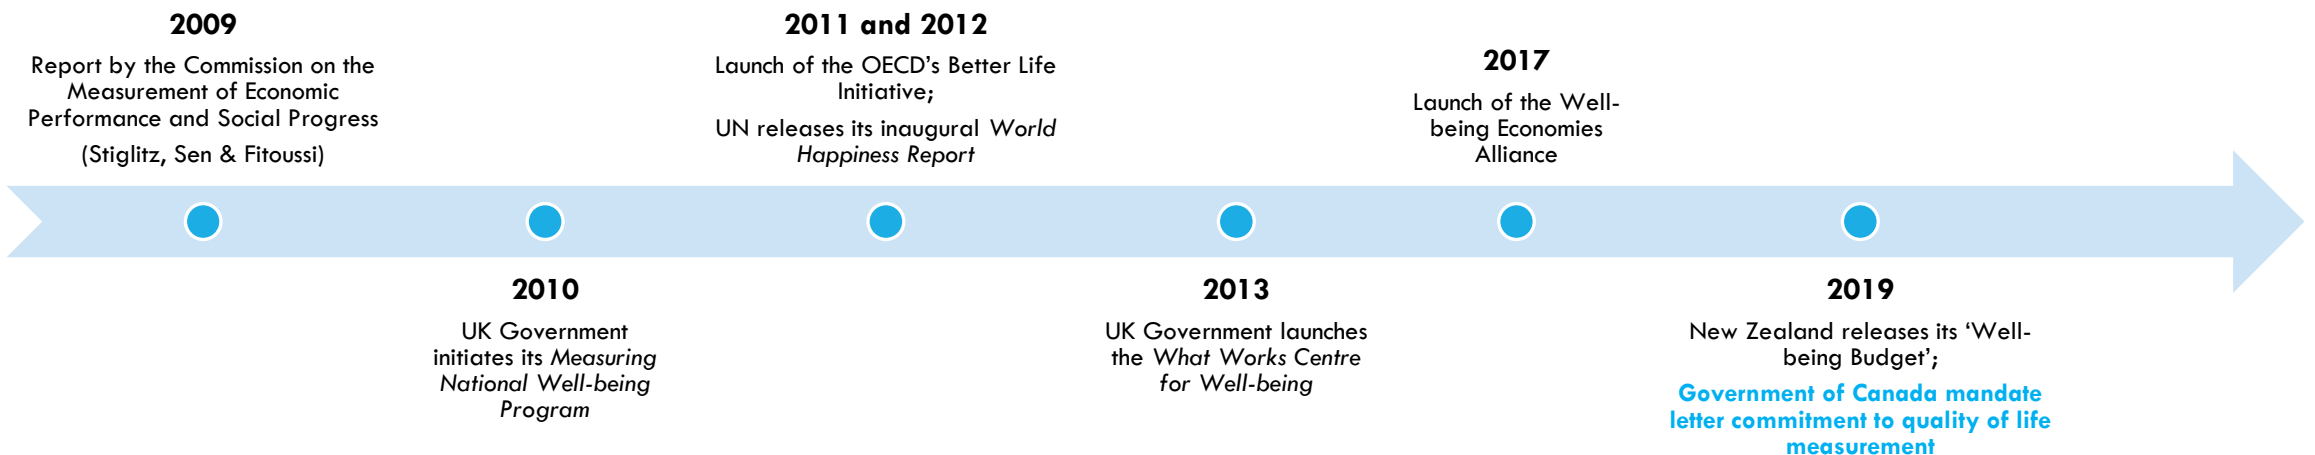 2009
Report by the Commission on the
Measurement of Economic
Performance and Social Progress
(Stiglitz, Sen & Fitoussi)
2010
UK Government
initiates its Measuring
National Well-being
Program
2011 and 2012
Launch of the OECD’s Better Life
Initiative;
UN releases its inaugural World
Happiness Report
2013
UK Government launches
the What Works Centre
for Well-being
2017
Launch of the Well-
being Economies
Alliance
2019
New Zealand releases its ‘Well-
being Budget’;
Government of Canada mandate
letter commitment to quality of life
measurement